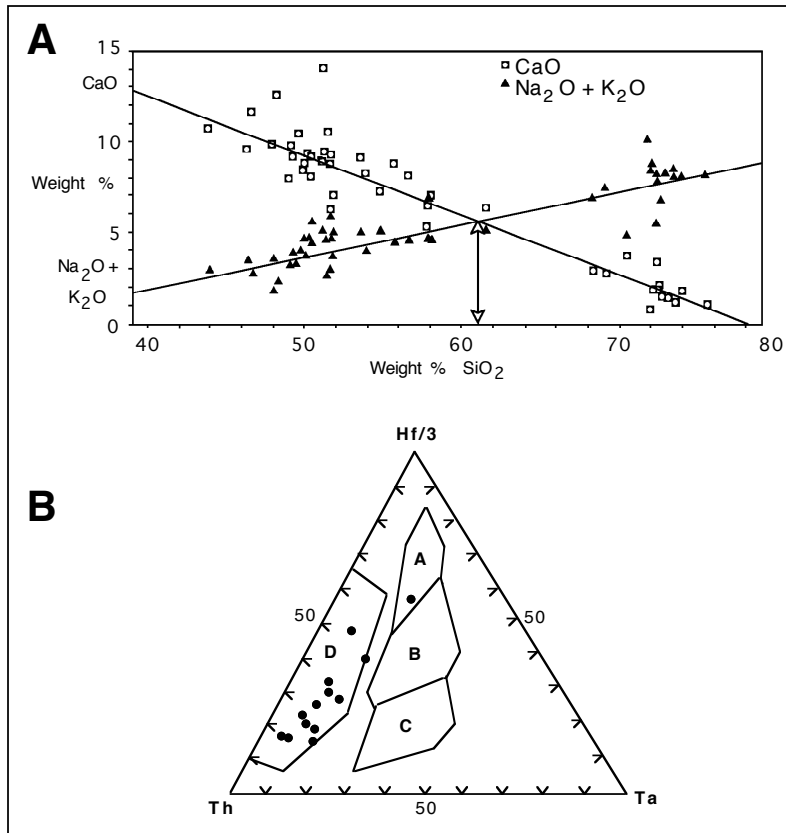 A
15
CaO
10
Weight %
5
Na2O +
K2O
0
CaO
Na2O + K2O
40 50 60 70 80
Weight % SiO2
B
Hf/3
A
50
50
D
B
C
Th
50
Ta